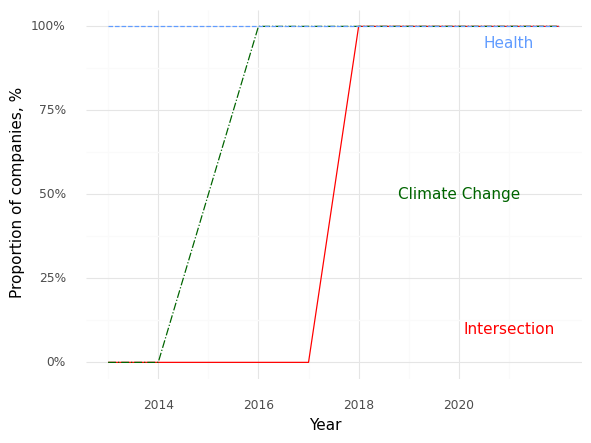 100%
Health
75%
Proportion of companies, %
50%
Climate Change
25%
Intersection
0%
2014 2016 2018 2020
Year